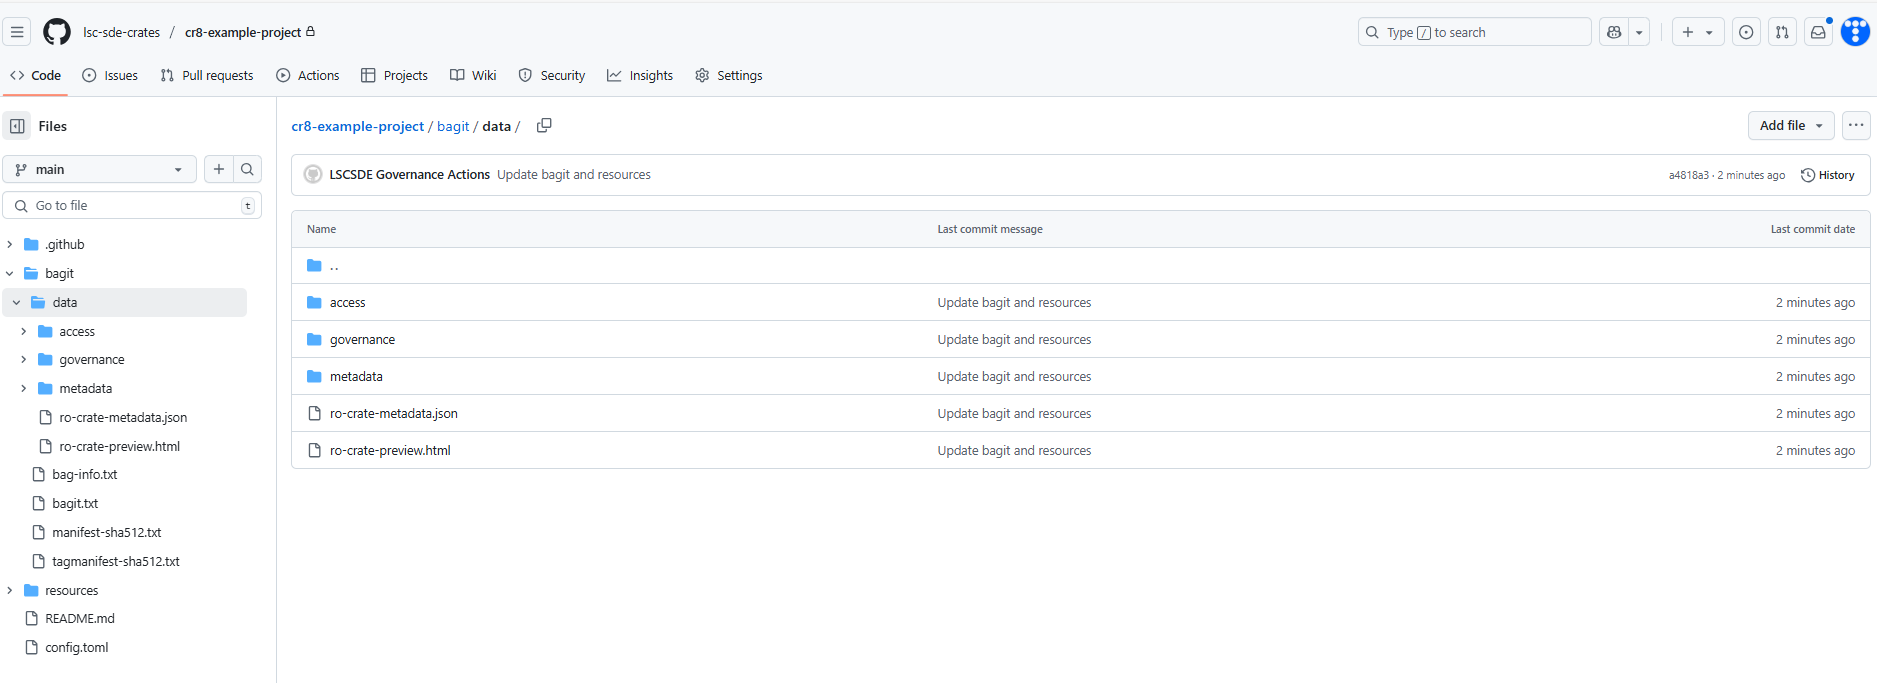 lsc-sde-crates / cr8-example-project
Type / to search
Code Issues Pull requests Actions Projects Wiki Security Insights Settings
Files
main
Go to file t
.github
bagit
data
access
governance
metadata
ro-crate-metadata.json
ro-crate-preview.html
bag-info.txt
bagit.txt
manifest-sha512.txt
tagmanifest-sha512.txt
resources
README.md
config.toml
cr8-example-project / bagit / data /
Add file
LSCSDE Governance Actions Update bagit and resources
a4818a3 · 2 minutes ago History
Name Last commit message Last commit date
..
access Update bagit and resources 2 minutes ago
governance Update bagit and resources 2 minutes ago
metadata Update bagit and resources 2 minutes ago
ro-crate-metadata.json Update bagit and resources 2 minutes ago
ro-crate-preview.html Update bagit and resources 2 minutes ago